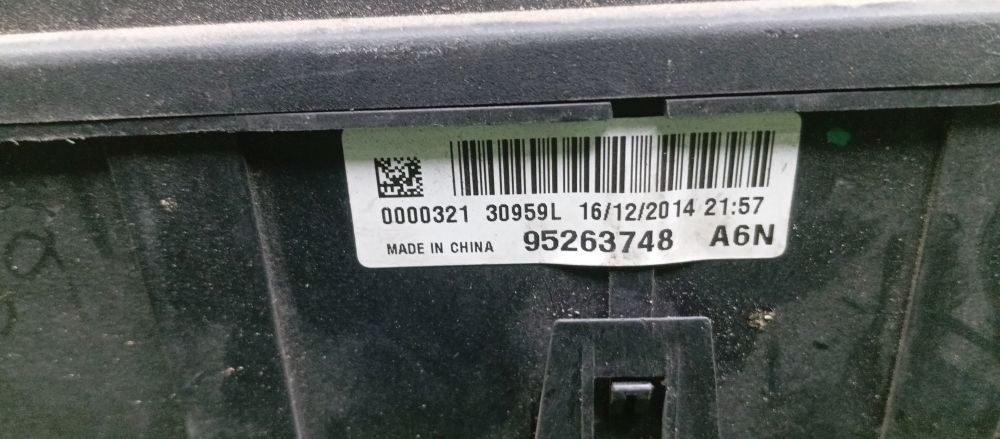 0000321 30959L 16/12/2014 21:57
MADE IN CHINA 95263748 A6N